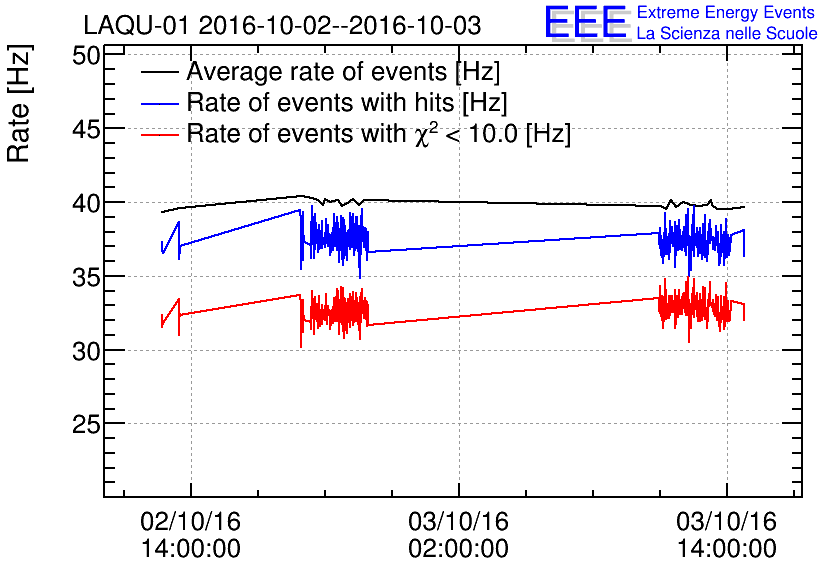 LAQU-01 2016-10-02--2016-10-03
EEE Extreme Energy Events
La Scienza nelle Scuole
Rate [Hz]
Average rate of events [Hz]
Rate of events with hits [Hz]
Rate of events with χ² < 10.0 [Hz]
50
45
40
35
30
25
02/10/16 03/10/16 03/10/16
14:00:00 02:00:00 14:00:00